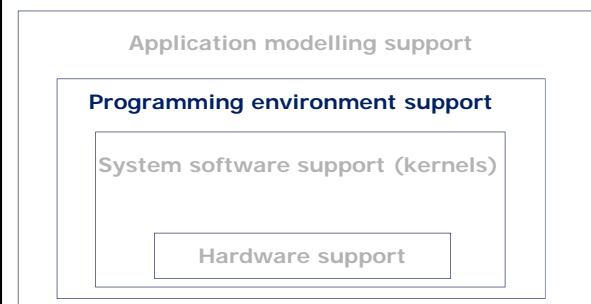 Application modelling support
Programming environment support
System software support (kernels)
Hardware support